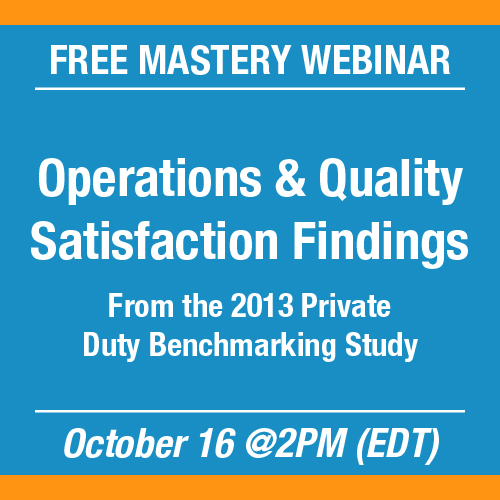 FREE MASTERY WEBINAR
Operations & Quality
Satisfaction Findings
From the 2013 Private
Duty Benchmarking Study
October 16 @2PM (EDT)